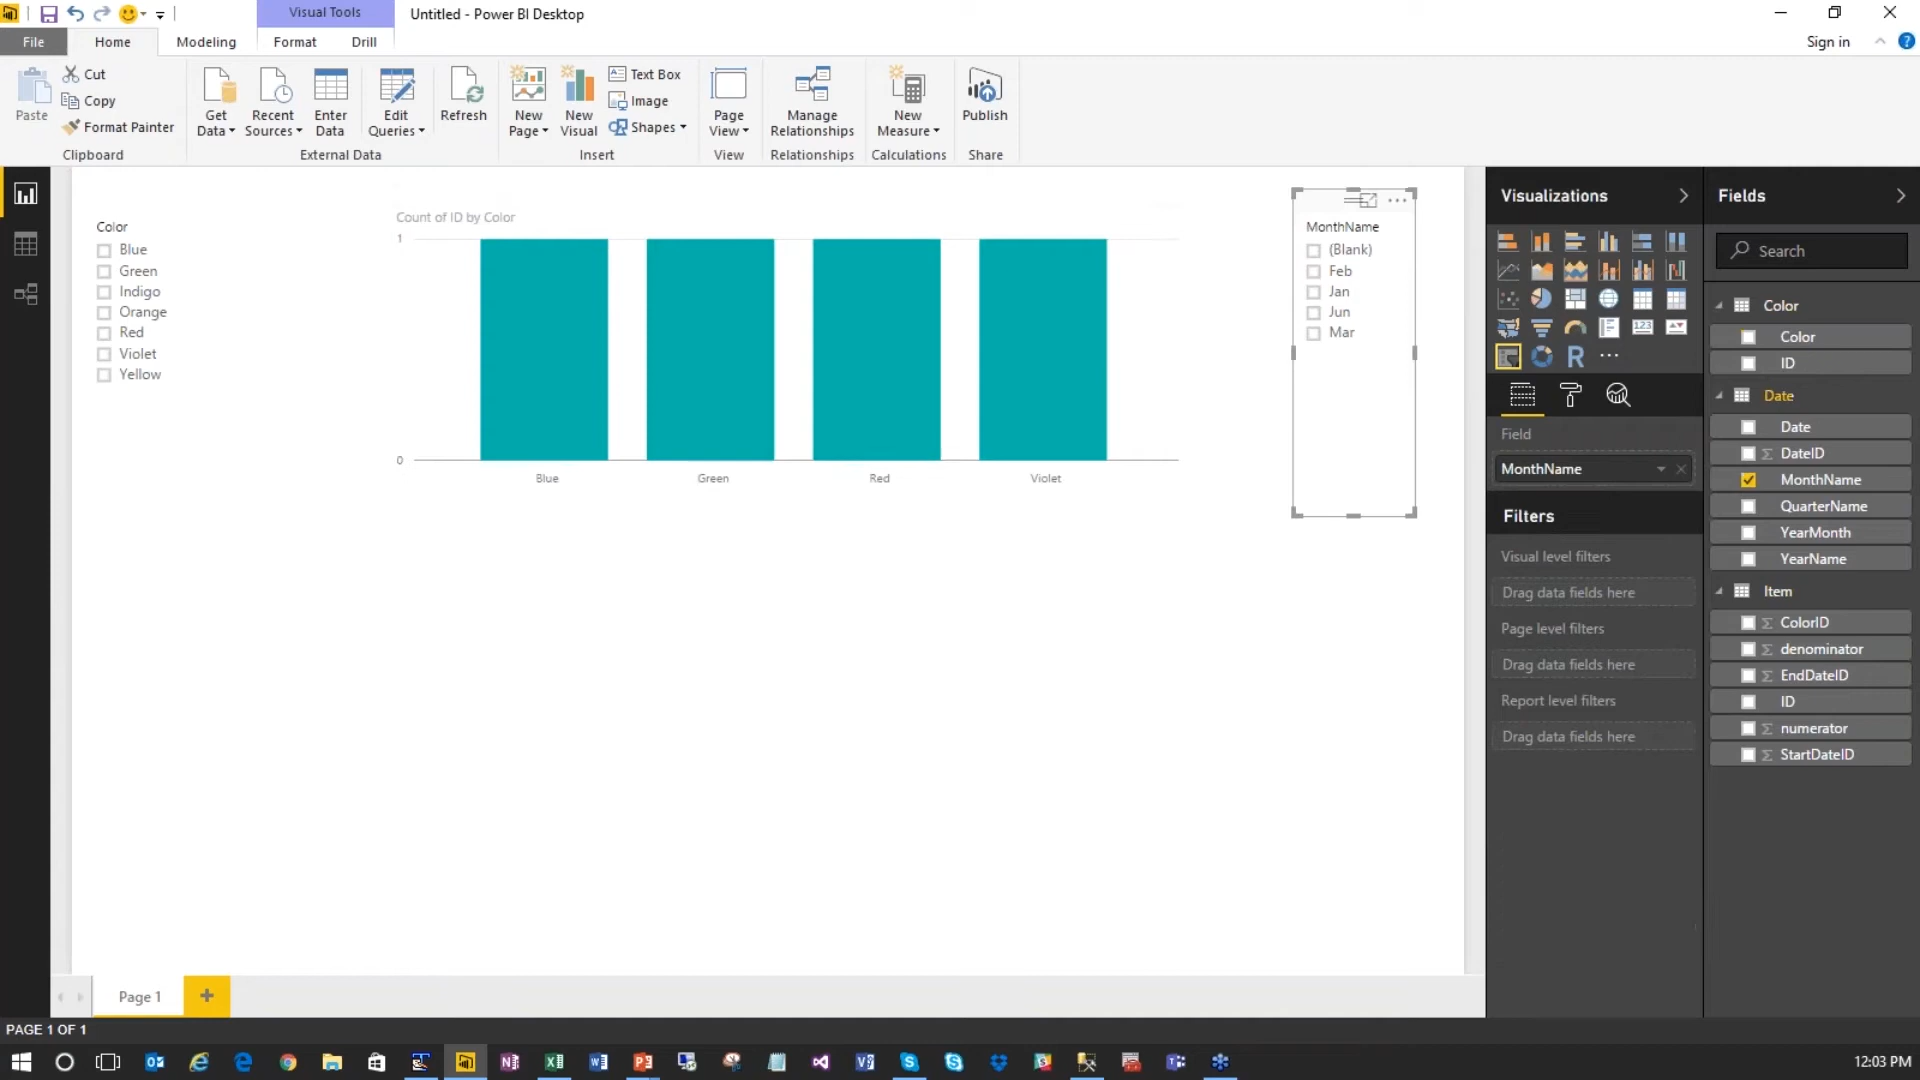 Visual Tools
Untitled - Power BI Desktop
File
Home
Modeling
Format
Drill
Sign in
?
Paste
Cut
Copy
Format Painter
Clipboard
Get Data
Recent Sources
Enter Data
Edit Queries
Refresh
External Data
New Page
New Visual
Text Box
Image
Shapes
Insert
Page View
View
Manage Relationships
Relationships
New Measure
Calculations
Publish
Share
Color
Blue
Green
Indigo
Orange
Red
Violet
Yellow
Count of ID by Color
1
0
Blue
Green
Red
Violet
MonthName
(Blank)
Feb
Jan
Jun
Mar
Visualizations
123
R
Field
MonthName
Filters
Visual level filters
Drag data fields here
Page level filters
Drag data fields here
Report level filters
Drag data fields here
Fields
Search
Color
Color
ID
Date
Date
Σ DateID
MonthName
QuarterName
YearMonth
YearName
Item
Σ ColorID
Σ denominator
Σ EndDateID
ID
Σ numerator
Σ StartDateID
Page 1
+
PAGE 1 OF 1
12:03 PM